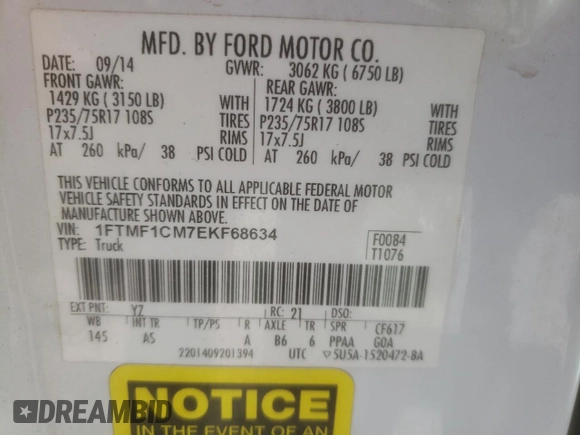 MFD. BY FORD MOTOR CO.
DATE: 09/14 GVWR: 3062 KG ( 6750 LB)
FRONT GAWR: REAR GAWR:
1429 KG ( 3150 LB) WITH 1724 KG ( 3800 LB) WITH
P235/75R17 108S TIRES P235/75R17 108S TIRES
17x7.5J RIMS 17x7.5J RIMS
AT 260 kPa/ 38 PSI COLD AT 260 kPa/ 38 PSI COLD
THIS VEHICLE CONFORMS TO ALL APPLICABLE FEDERAL MOTOR
VEHICLE SAFETY STANDARDS IN EFFECT ON THE DATE OF
MANUFACTURE SHOWN ABOVE.
VIN: 1FTMF1CM7EKF68634
TYPE: Truck
F0084
T1076
EXT PNT: YZ RC: 21 DSO:
WB INT TR TP/PS R AXLE TR SPR CF617
145 AS A B6 6 PPAA GOA
2201409201394 UTC ▽5U5A-1520472-BA
NOTICE
IN THE EVENT OF AN
DREAMBID